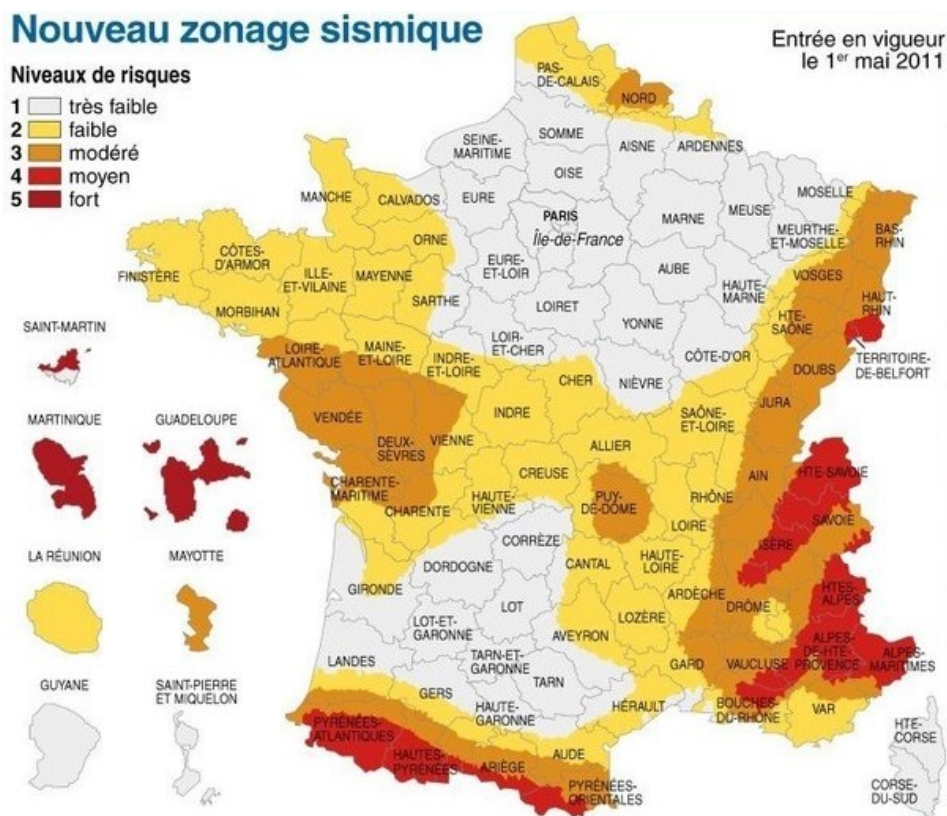 Nouveau zonage sismique
Entrée en vigueur
le 1er mai 2011
Niveaux de risques
1 très faible
2 faible
3 modéré
4 moyen
5 fort
PAS-
DE-CALAIS
NORD
SOMME
SEINE-
MARITIME
AISNE
ARDENNES
OISE
MANCHE
CALVADOS
EURE
PARIS
Île-de-France
MARNE
MEUSE
MOSELLE
MEURTHE-
ET-MOSELLE
BAS-
RHIN
ORNE
CÔTES-
D'ARMOR
FINISTÈRE
ILLE-
ET-VILAINE
MAYENNE
EURE-
ET-LOIR
AUBE
HAUTE-
MARNE
VOSGES
HAUT-
RHIN
MORBIHAN
SARTHE
LOIRET
YONNE
HTE-
SAÔNE
SAINT-MARTIN
LOIRE-
ATLANTIQUE
MAINE-
ET-LOIRE
INDRE-
ET-LOIRE
LOIR-
ET-CHER
CHER
NIÈVRE
CÔTE-D'OR
DOUBS
TERRITOIRE-
DE-BELFORT
MARTINIQUE
GUADELOUPE
VENDÉE
DEUX-
SÈVRES
VIENNE
INDRE
ALLIER
SAÔNE-
ET-LOIRE
JURA
CHARENTE-
MARITIME
CHARENTE
HAUTE-
VIENNE
CREUSE
PUY-
DE-DÔME
LOIRE
RHÔNE
AIN
HTE-SAVOIE
SAVOIE
ISÈRE
LA RÉUNION
MAYOTTE
GIRONDE
DORDOGNE
CORRÈZE
CANTAL
HAUTE-
LOIRE
ARDÈCHE
DRÔME
HTES-
ALPES
LOT-ET-
GARONNE
LOT
AVEYRON
LOZÈRE
GUYANE
SAINT-PIERRE
ET MIQUELON
LANDES
TARN-ET-
GARONNE
TARN
GARD
VAUCLUSE
ALPES-
DE-HTE-
PROVENCE
ALPES-
MARITIMES
GERS
HAUTE-
GARONNE
HÉRAULT
BOUCHES-
DU-RHÔNE
VAR
PYRÉNÉES-
ATLANTIQUES
HAUTES-
PYRÉNÉES
ARIÈGE
AUDE
PYRÉNÉES-
ORIENTALES
HTE-
CORSE
CORSE-
DU-SUD